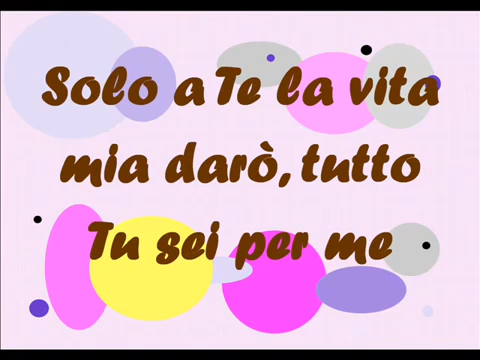 Solo a Te la vita
mia darò, tutto
Tu sei per me